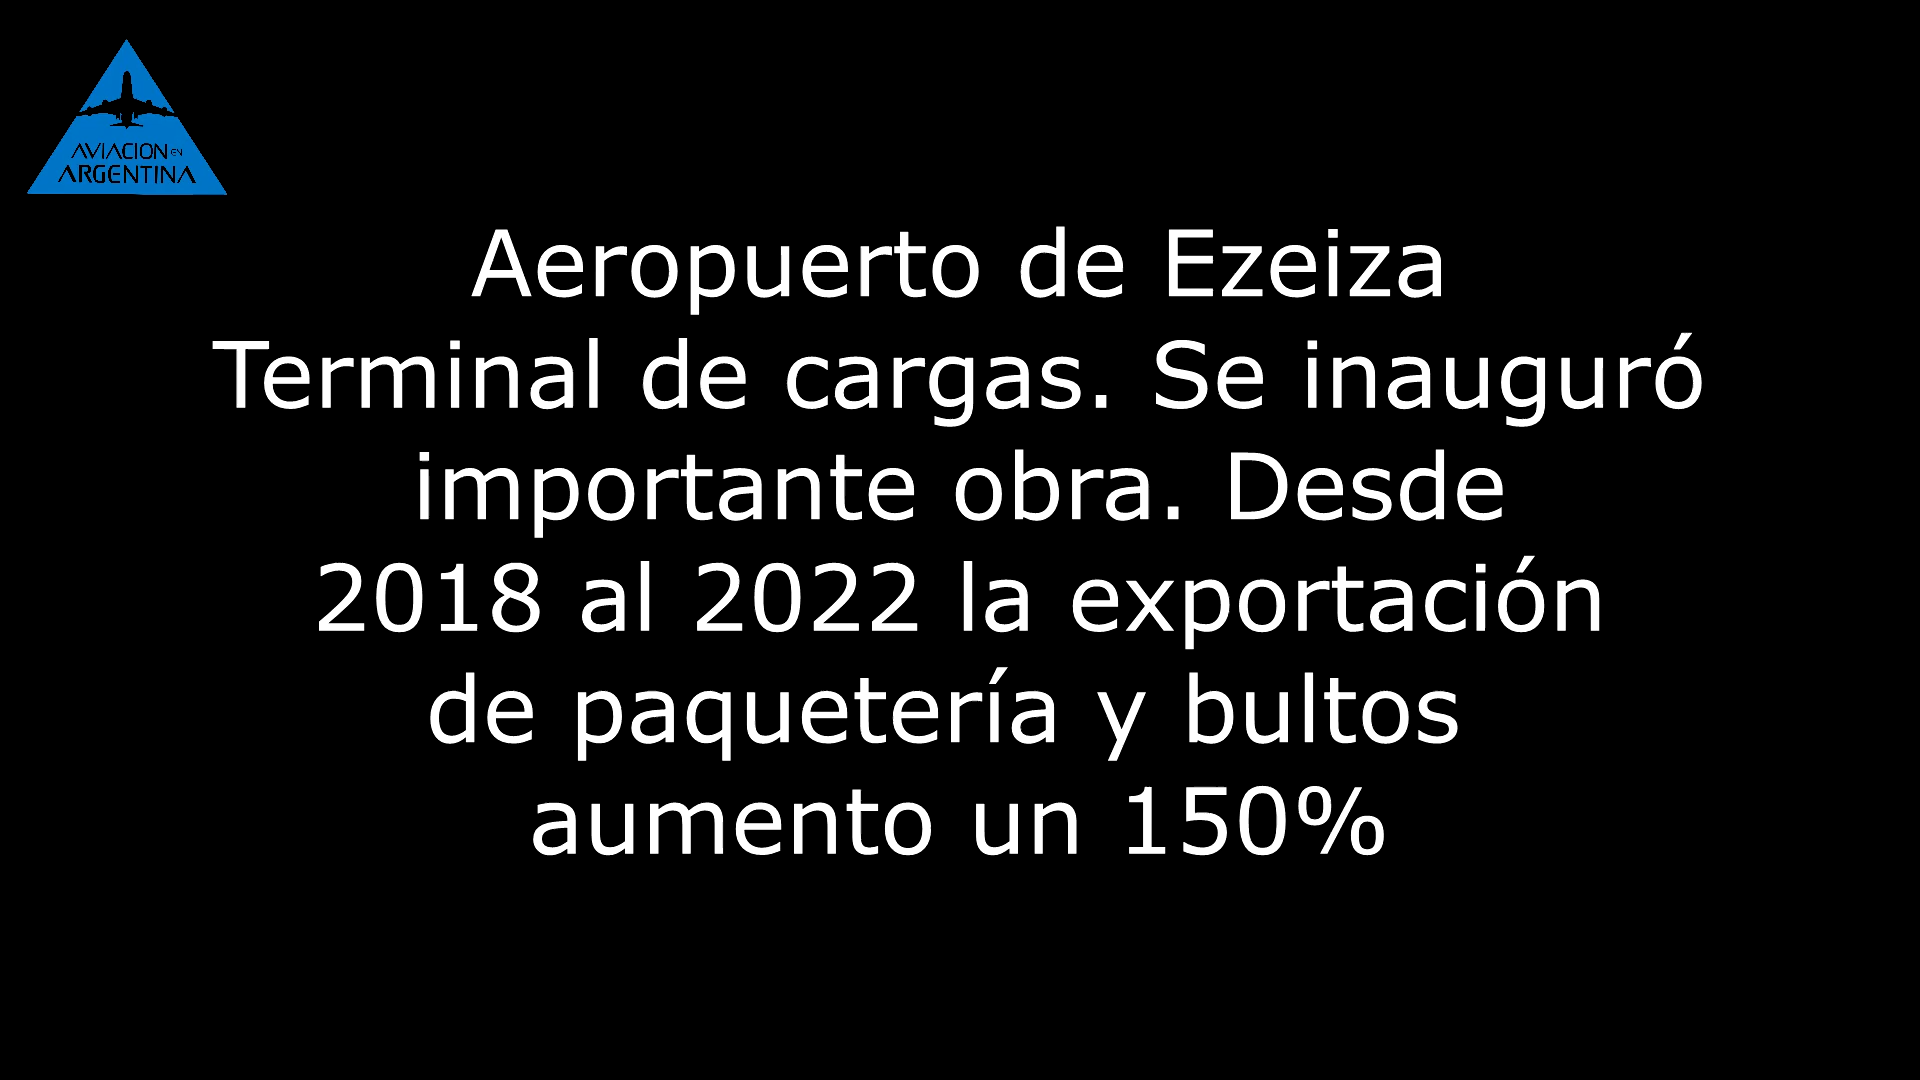 AVIACION EN
ARGENTINA
Aeropuerto de Ezeiza
Terminal de cargas. Se inauguró
importante obra. Desde
2018 al 2022 la exportación
de paquetería y bultos
aumento un 150%